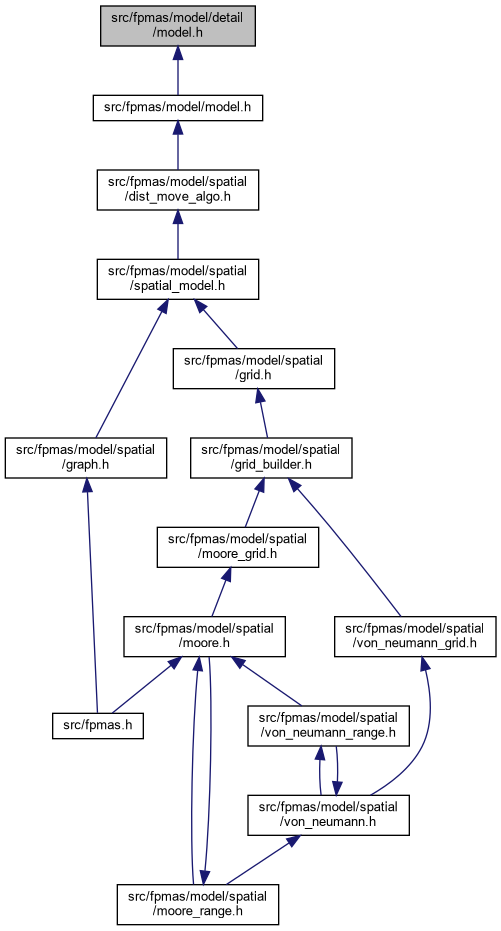 src/fpmas/model/detail
/model.h
src/fpmas/model/model.h
src/fpmas/model/spatial
/dist_move_algo.h
src/fpmas/model/spatial
/spatial_model.h
src/fpmas/model/spatial
/grid.h
src/fpmas/model/spatial
/graph.h
src/fpmas/model/spatial
/grid_builder.h
src/fpmas/model/spatial
/moore_grid.h
src/fpmas/model/spatial
/moore.h
src/fpmas/model/spatial
/von_neumann_grid.h
src/fpmas.h
src/fpmas/model/spatial
/von_neumann_range.h
src/fpmas/model/spatial
/von_neumann.h
src/fpmas/model/spatial
/moore_range.h